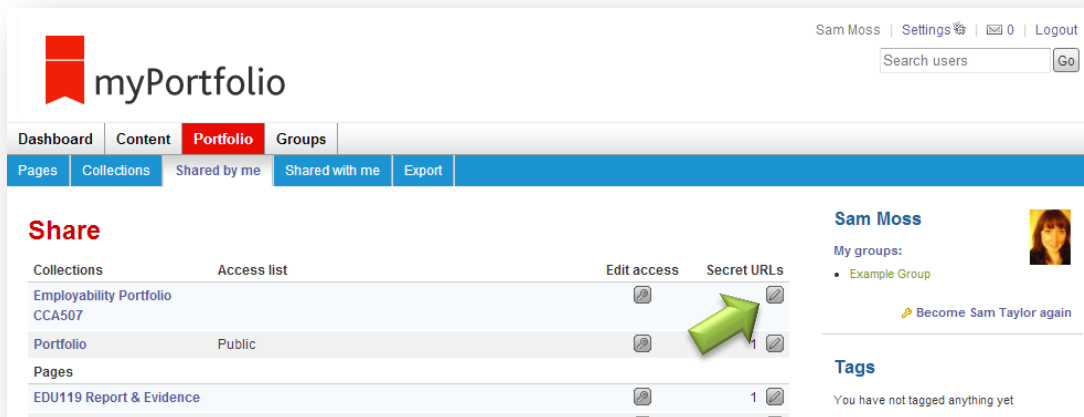 Sam Moss | Settings | 0 | Logout
Search users Go
myPortfolio
Dashboard Content Portfolio Groups
Pages Collections Shared by me Shared with me Export
Share
Collections Access list Edit access Secret URLs
Employability Portfolio
CCA507
Portfolio Public 1
Pages
EDU119 Report & Evidence 1
Sam Moss
My groups:
Example Group
Become Sam Taylor again
Tags
You have not tagged anything yet